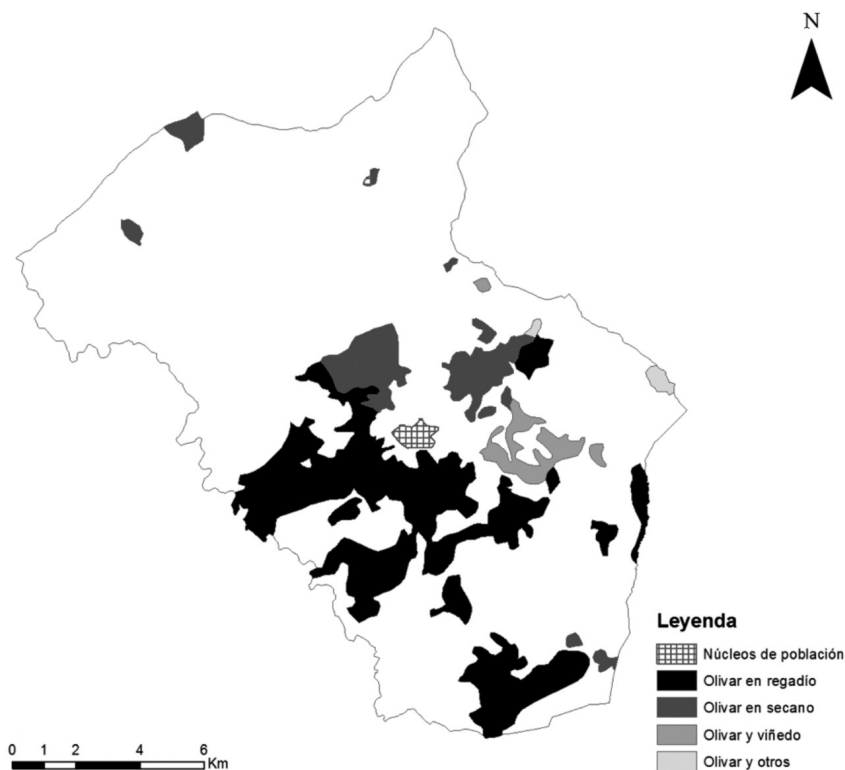 N
Leyenda
Núcleos de población
Olivar en regadío
Olivar en secano
Olivar y viñedo
Olivar y otros
0 1 2 4 6
Km